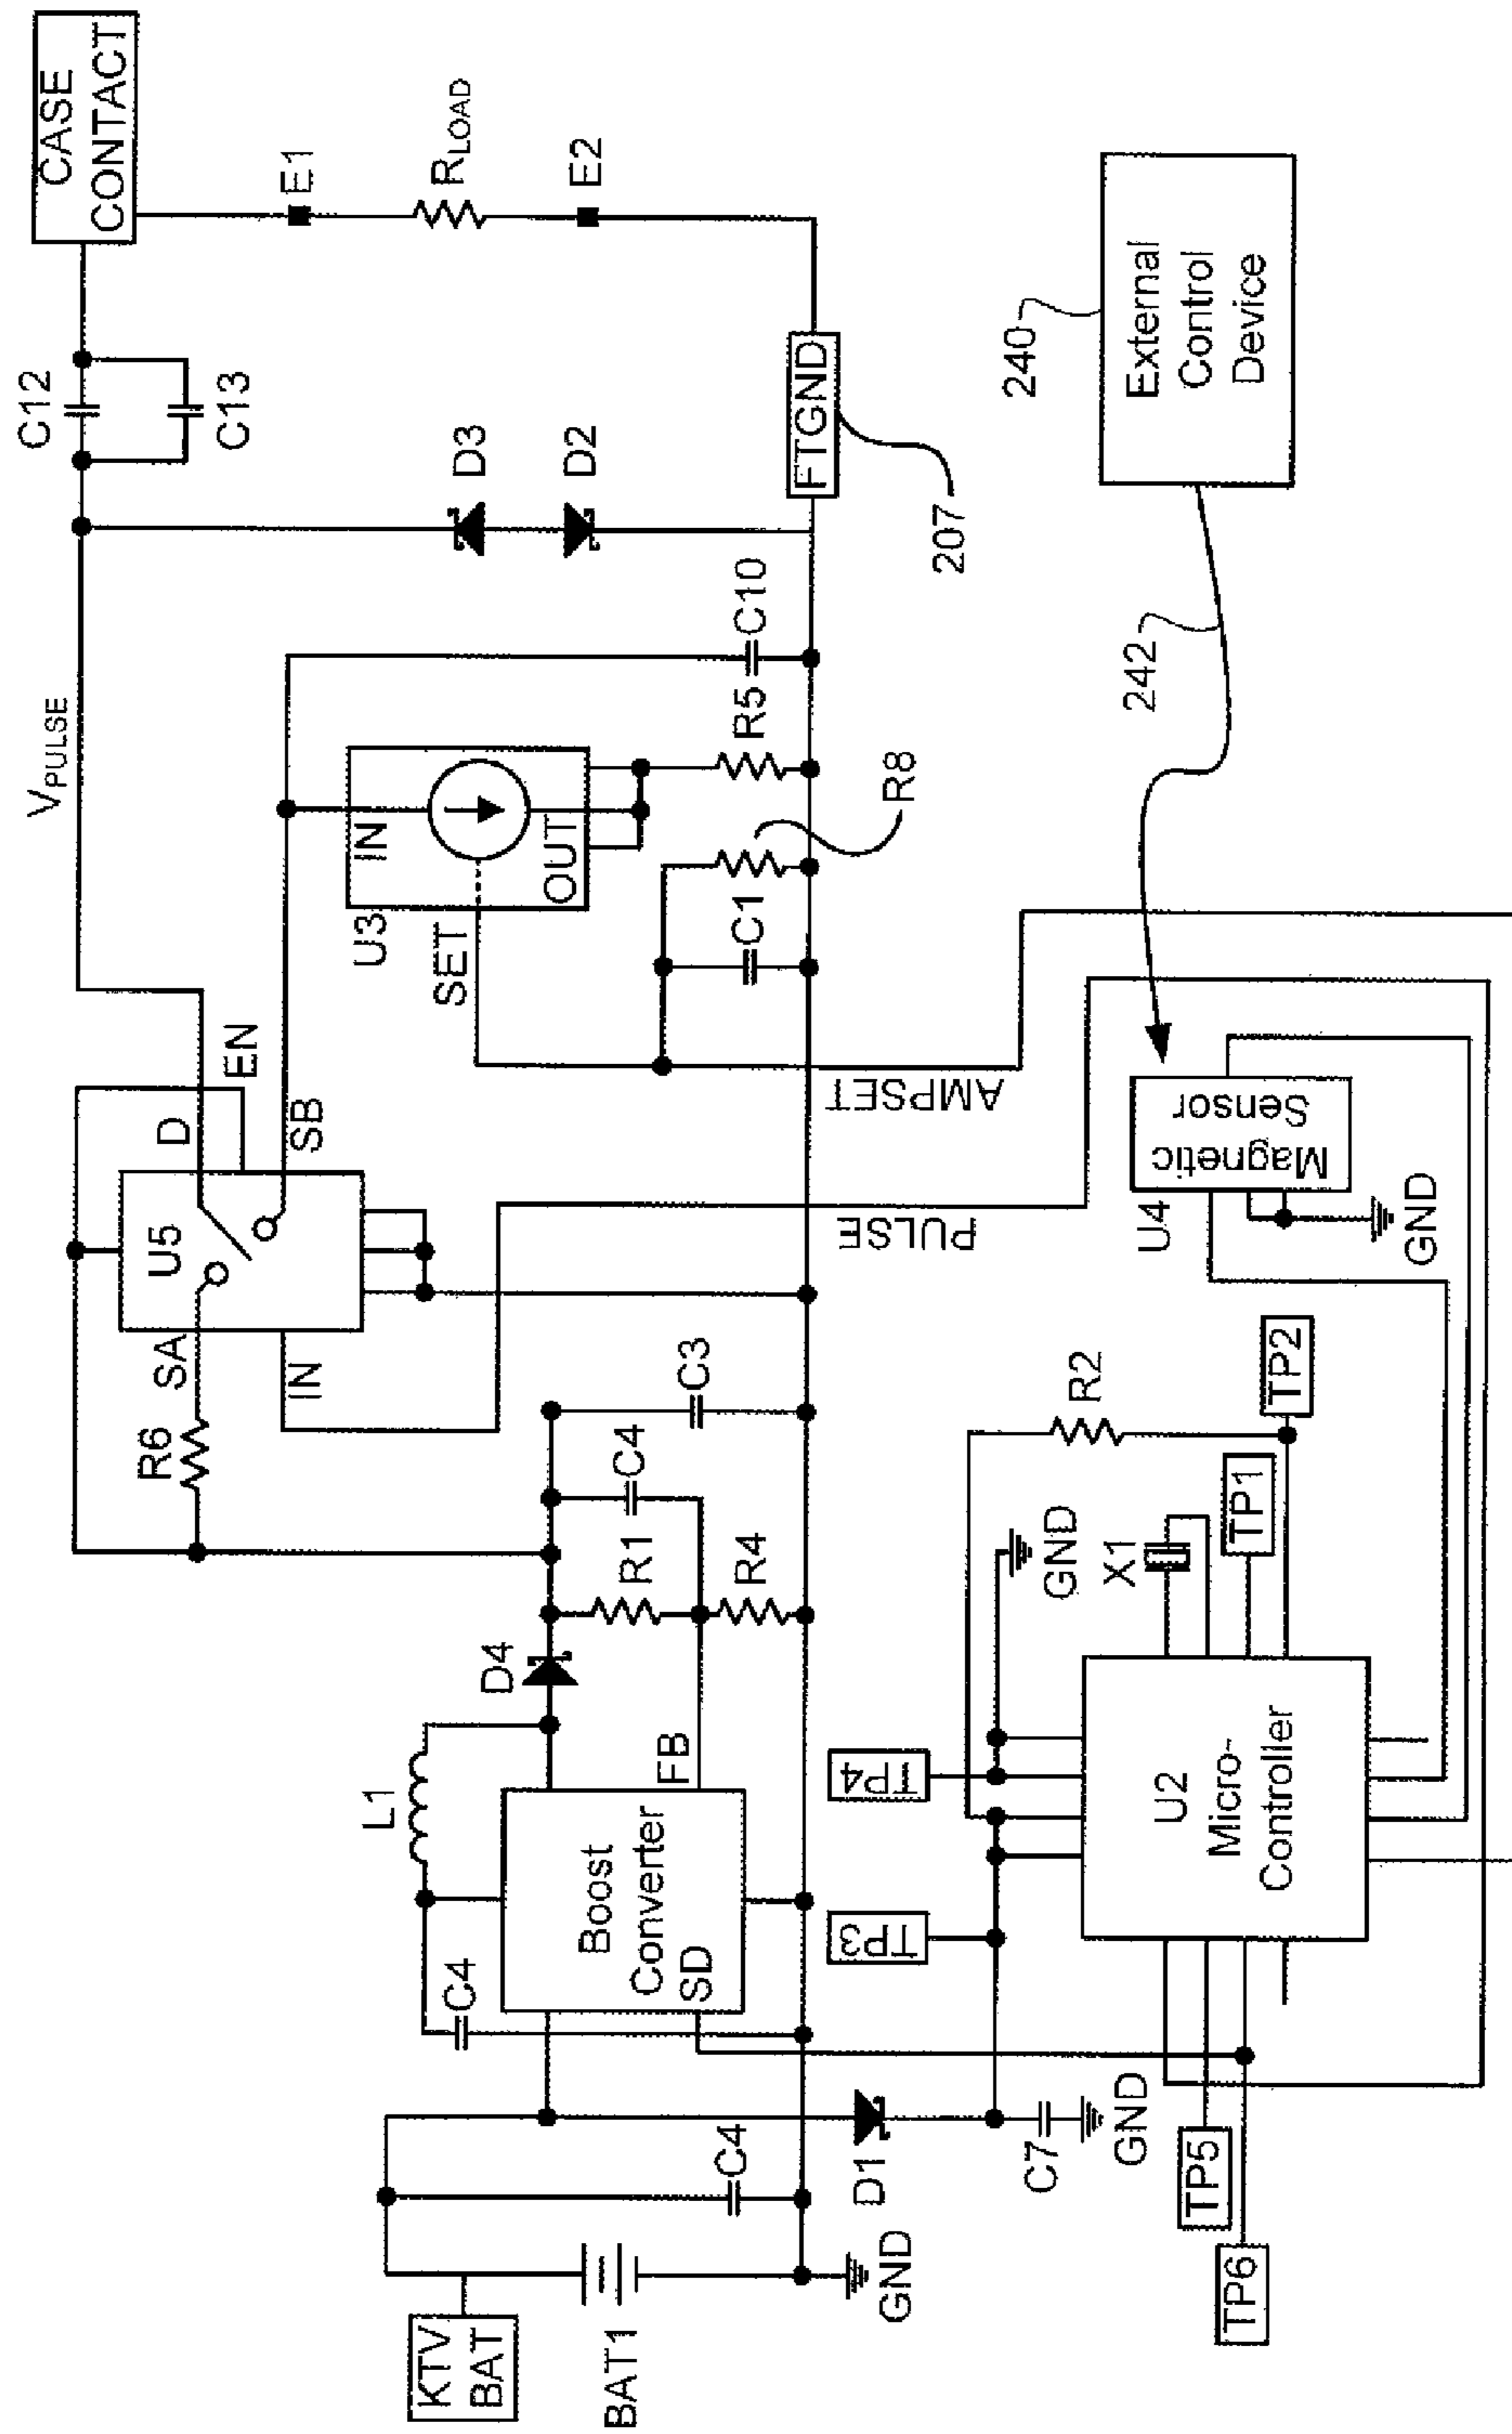 CASE
CONTACT
C12
C13
E1
R_LOAD
E2
V_PULSE
D3
D2
C10
FTGND
207
U3
IN
OUT
SET
R5
R8
C1
D
EN
SB
U5
SA
IN
R6
AMPSET
PULSE
C3
C4
R1
R4
D4
L1
FB
Boost
Converter
SD
C4
C4
KTV
BAT
BAT1
GND
D1
C7
GND
External
Control
Device
240
242
Magnetic
Sensor
U4
GND
TP2
R2
TP1
X1
GND
TP4
TP3
U2
Micro-
Controller
TP5
TP6